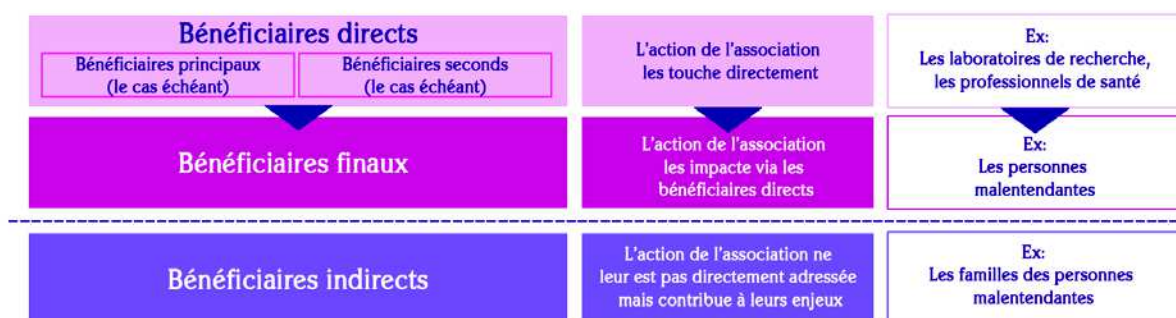 Bénéficiaires directs
Bénéficiaires principaux
(le cas échéant)
Bénéficiaires seconds
(le cas échéant)
L'action de l'association
les touche directement
Ex:
Les laboratoires de recherche,
les professionnels de santé
Bénéficiaires finaux
L'action de l'association
les impacte via les
bénéficiaires directs
Ex:
Les personnes
malentendantes
Bénéficiaires indirects
L'action de l'association ne
leur est pas directement adressée
mais contribue à leurs enjeux
Ex:
Les familles des personnes
malentendantes